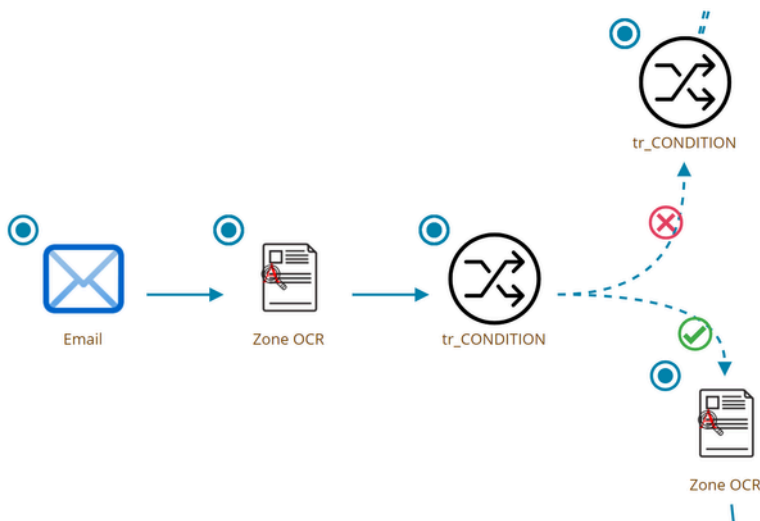 tr_CONDITION
Email
Zone OCR
tr_CONDITION
Zone OCR